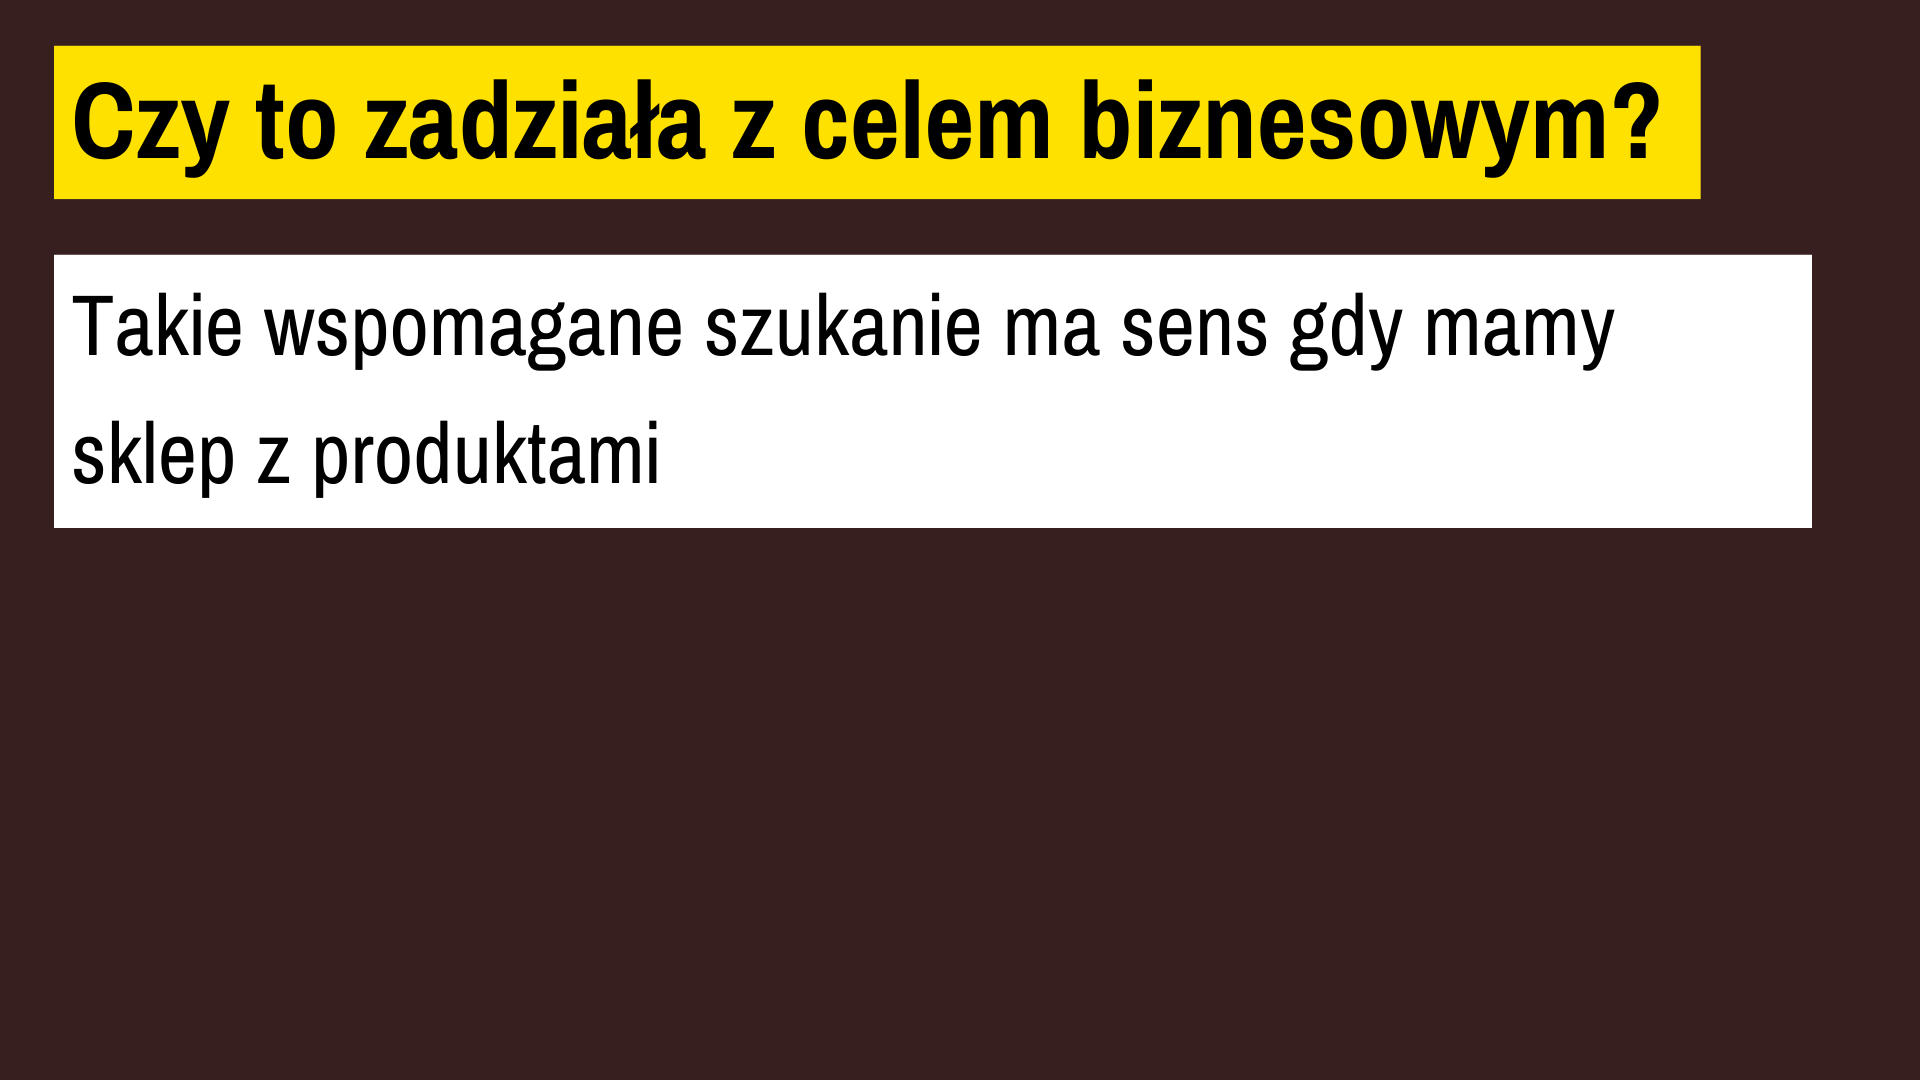 Czy to zadziała z celem biznesowym?
Takie wspomagane szukanie ma sens gdy mamy
sklep z produktami